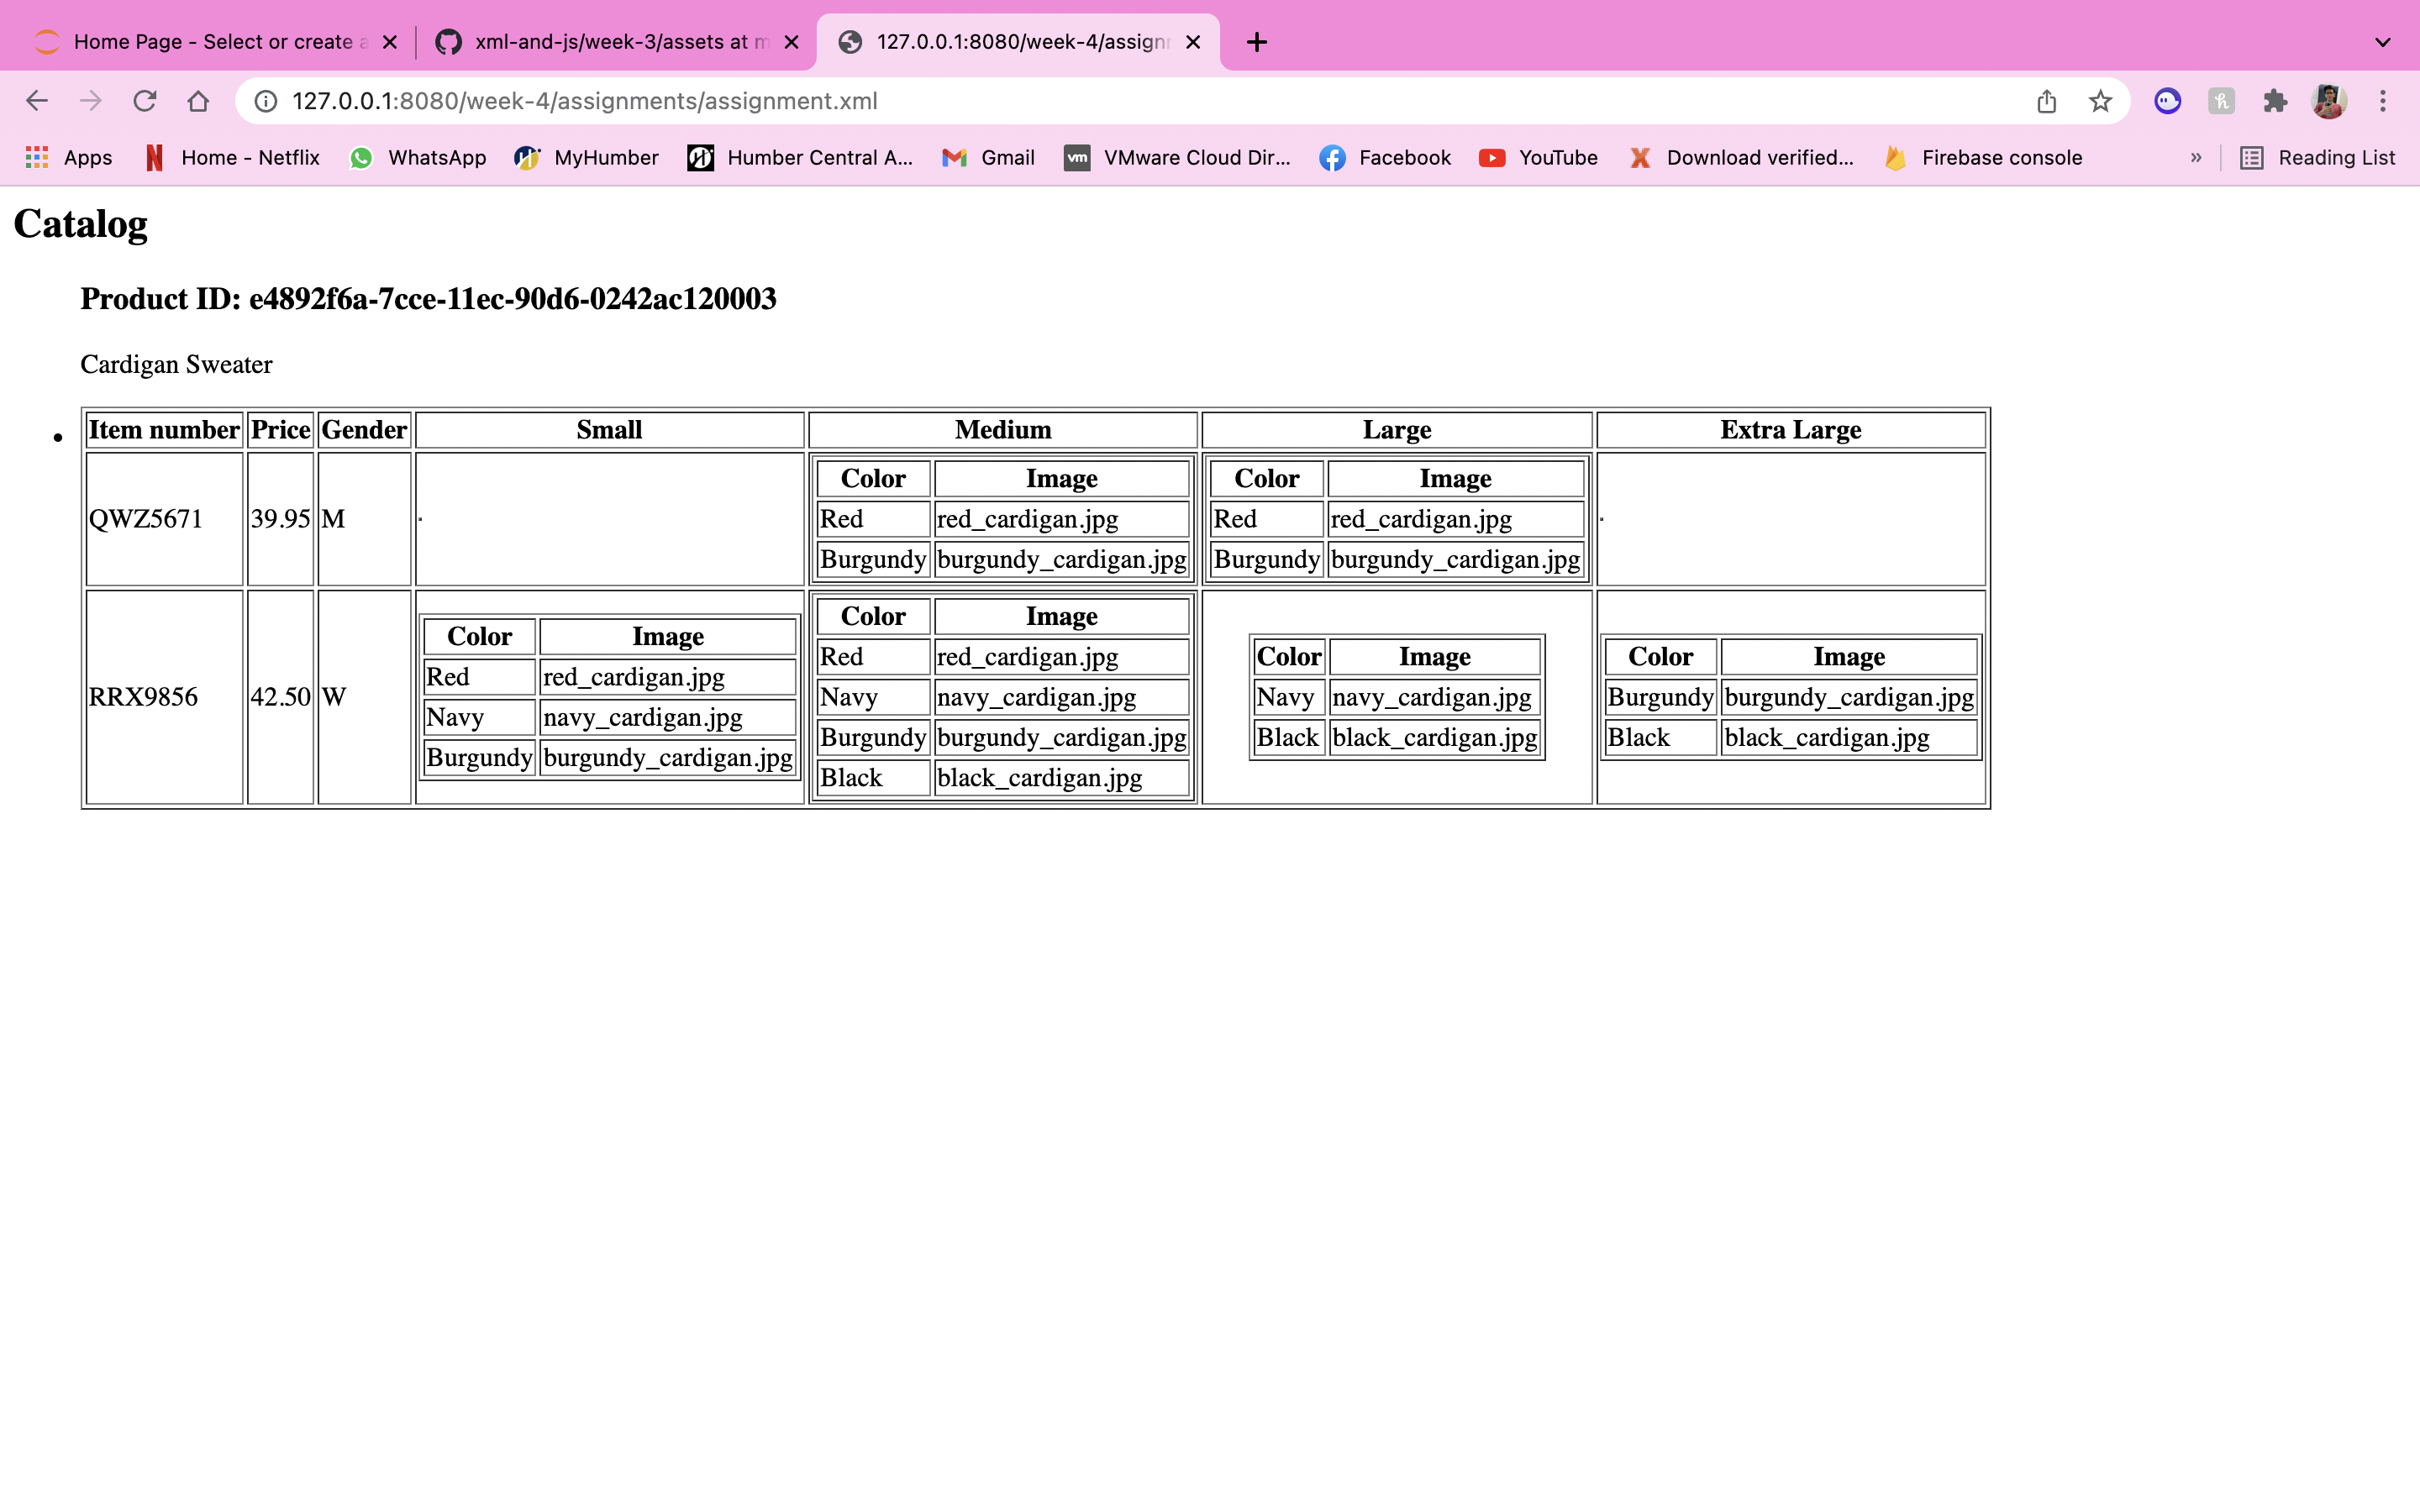 Home Page - Select or create a
xml-and-js/week-3/assets at m
127.0.0.1:8080/week-4/assignm
127.0.0.1:8080/week-4/assignments/assignment.xml
Apps Home - Netflix WhatsApp MyHumber Humber Central A... Gmail vm VMware Cloud Dir... Facebook YouTube Download verified... Firebase console » Reading List
Catalog
Product ID: e4892f6a-7cce-11ec-90d6-0242ac120003
Cardigan Sweater
Item number Price Gender Small Medium Large Extra Large
Color Image Color Image
QWZ5671 39.95 M Red red_cardigan.jpg Red red_cardigan.jpg
Burgundy burgundy_cardigan.jpg Burgundy burgundy_cardigan.jpg
RRX9856 42.50 W
Color Image
Red red_cardigan.jpg
Navy navy_cardigan.jpg
Burgundy burgundy_cardigan.jpg
Color Image
Red red_cardigan.jpg
Navy navy_cardigan.jpg
Burgundy burgundy_cardigan.jpg
Black black_cardigan.jpg
Color Image
Navy navy_cardigan.jpg
Black black_cardigan.jpg
Color Image
Burgundy burgundy_cardigan.jpg
Black black_cardigan.jpg